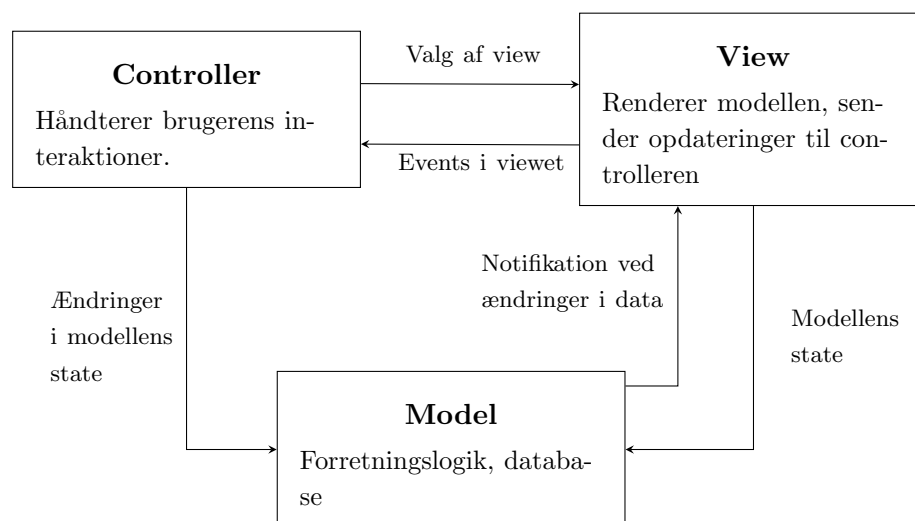 Controller
Håndterer brugerens in-
teraktioner.
Valg af view
Events i viewet
View
Renderer modellen, sen-
der opdateringer til con-
trolleren
Ændringer
i modellens
state
Notifikation ved
ændringer i data
Modellens
state
Model
Forretningslogik, databa-
se